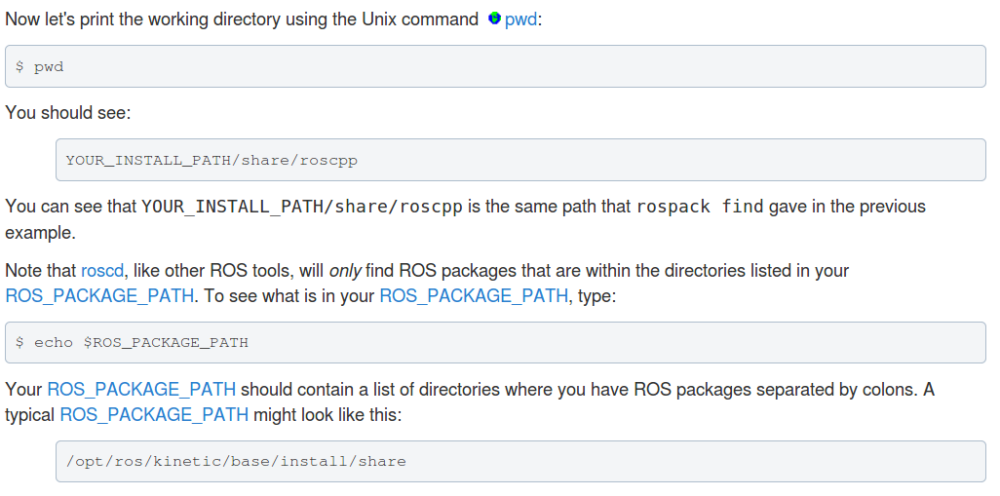 Now let's print the working directory using the Unix command pwd:
$ pwd
You should see:
YOUR_INSTALL_PATH/share/roscpp
You can see that YOUR_INSTALL_PATH/share/roscpp is the same path that rospack find gave in the previous
example.
Note that roscd, like other ROS tools, will only find ROS packages that are within the directories listed in your
ROS_PACKAGE_PATH. To see what is in your ROS_PACKAGE_PATH, type:
$ echo $ROS_PACKAGE_PATH
Your ROS_PACKAGE_PATH should contain a list of directories where you have ROS packages separated by colons. A
typical ROS_PACKAGE_PATH might look like this:
/opt/ros/kinetic/base/install/share